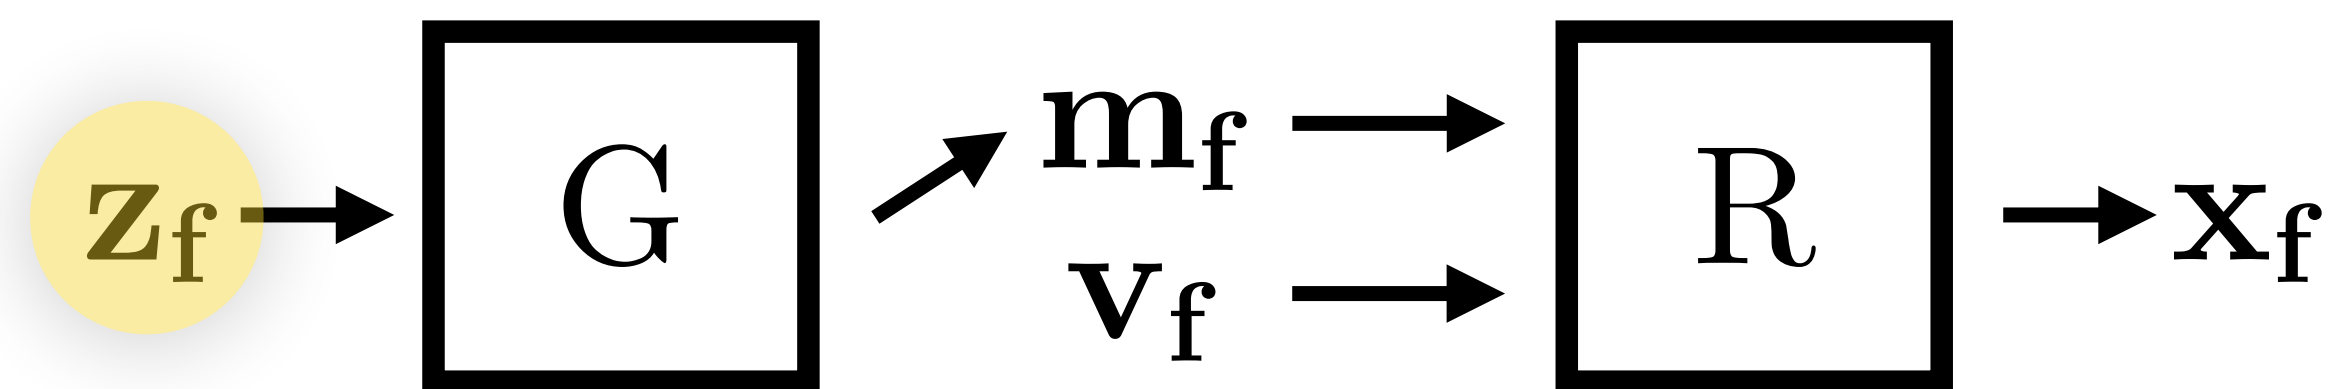 z_f → G → m_f → R → x_f
v_f →